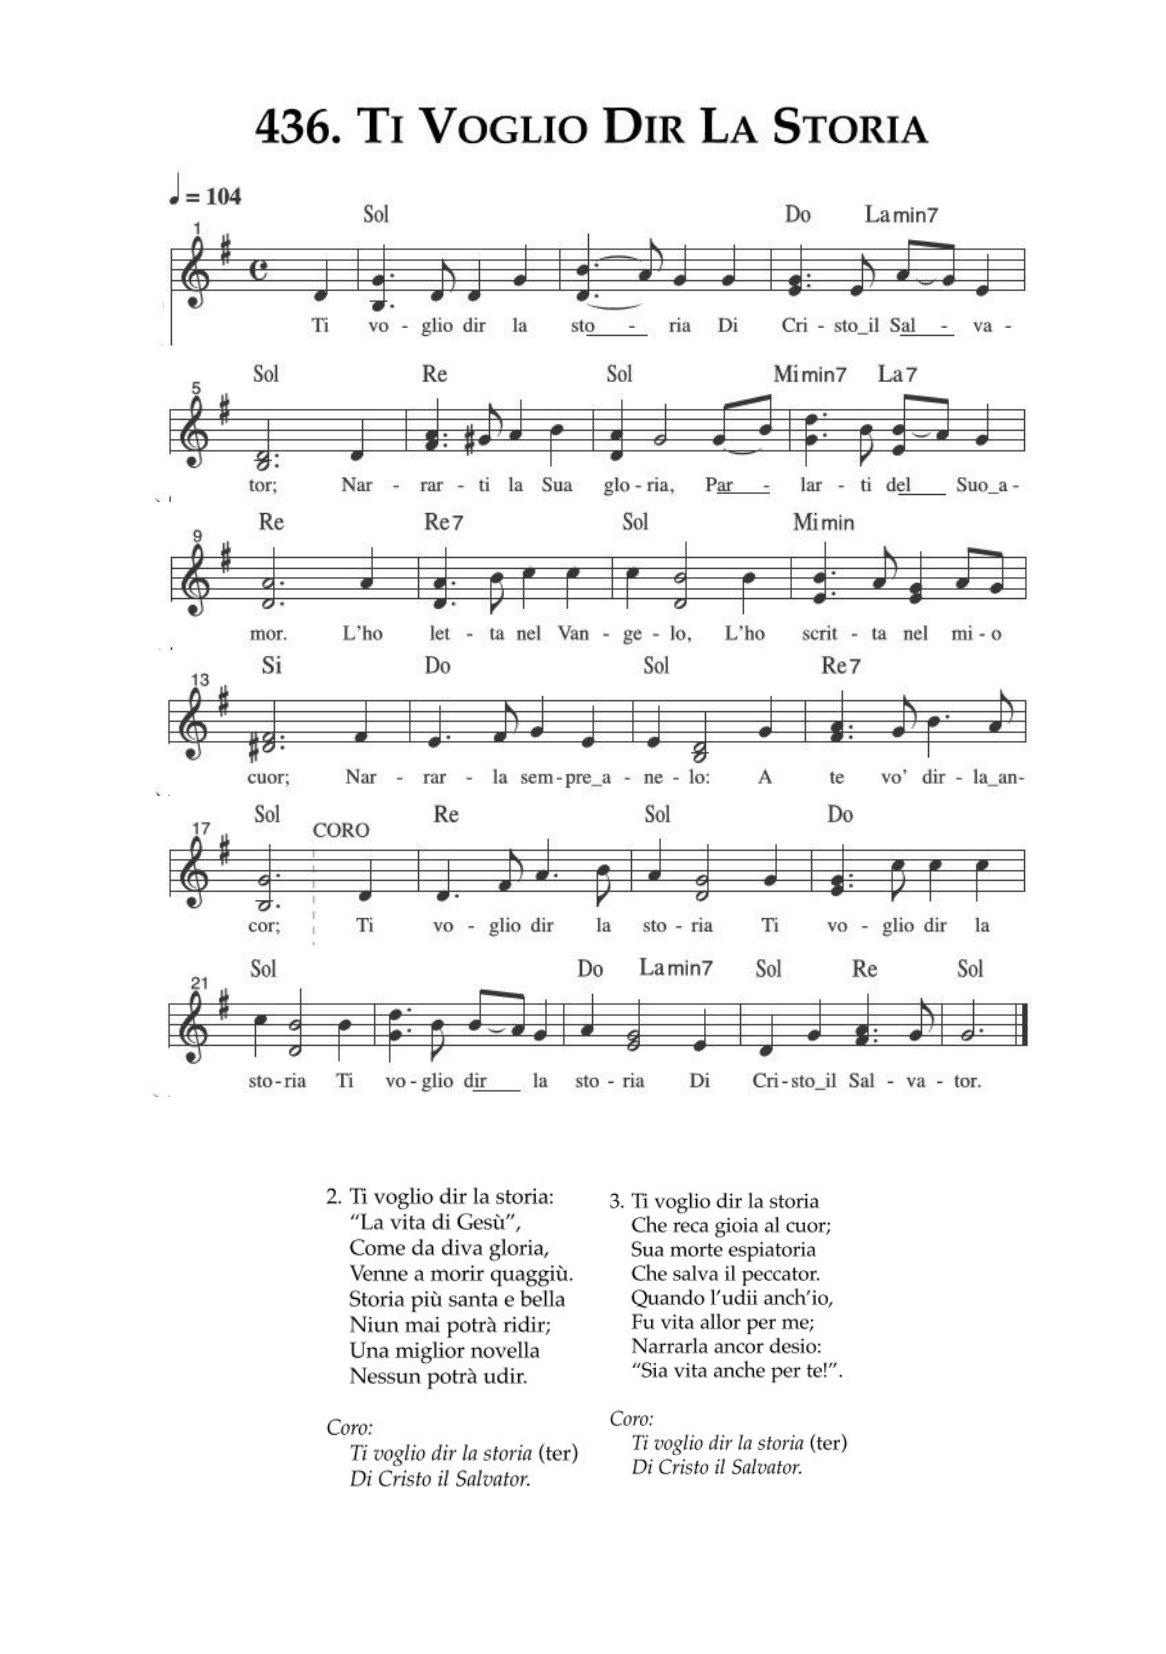 436. Ti Voglio Dir La Storia
= 104
Sol Do Lamin7
1
Ti vo - glio dir la sto - ria Di Cri - sto_il Sal - va -
Sol Re Sol Mimin7 La7
5
tor; Nar - rar - ti la Sua glo - ria, Par - lar - ti del Suo_a -
Re Re7 Sol Mimin
9
mor. L'ho let - ta nel Van - ge - lo, L'ho scrit - ta nel mi - o
Si Do Sol Re7
13
cuor; Nar - rar - la sem - pre_a - ne - lo: A te vo' dir - la_an-
Sol Re Sol Do
17 CORO
cor; Ti vo - glio dir la sto - ria Ti vo - glio dir la
Sol Do Lamin7 Sol Re Sol
21
sto - ria Ti vo - glio dir la sto - ria Di Cri - sto_il Sal - va - tor.
2. Ti voglio dir la storia:
“La vita di Gesù”,
Come da diva gloria,
Venne a morir quaggiù.
Storia più santa e bella
Niun mai potrà ridir;
Una miglior novella
Nessun potrà udir.
Coro:
Ti voglio dir la storia (ter)
Di Cristo il Salvator.
3. Ti voglio dir la storia
Che reca gioia al cuor;
Sua morte espiatoria
Che salva il peccator.
Quando l’udii anch’io,
Fu vita allor per me;
Narrarla ancor desio:
“Sia vita anche per te!”.
Coro:
Ti voglio dir la storia (ter)
Di Cristo il Salvator.